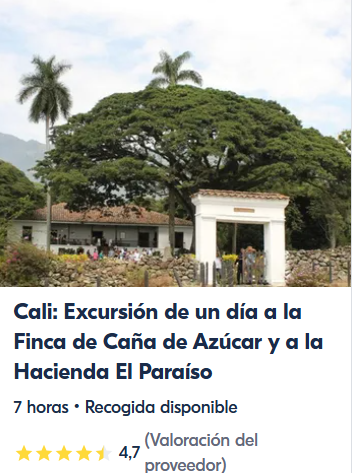 Cali: Excursión de un día a la
Finca de Caña de Azúcar y a la
Hacienda El Paraíso
7 horas • Recogida disponible
4,7 (Valoración del
proveedor)